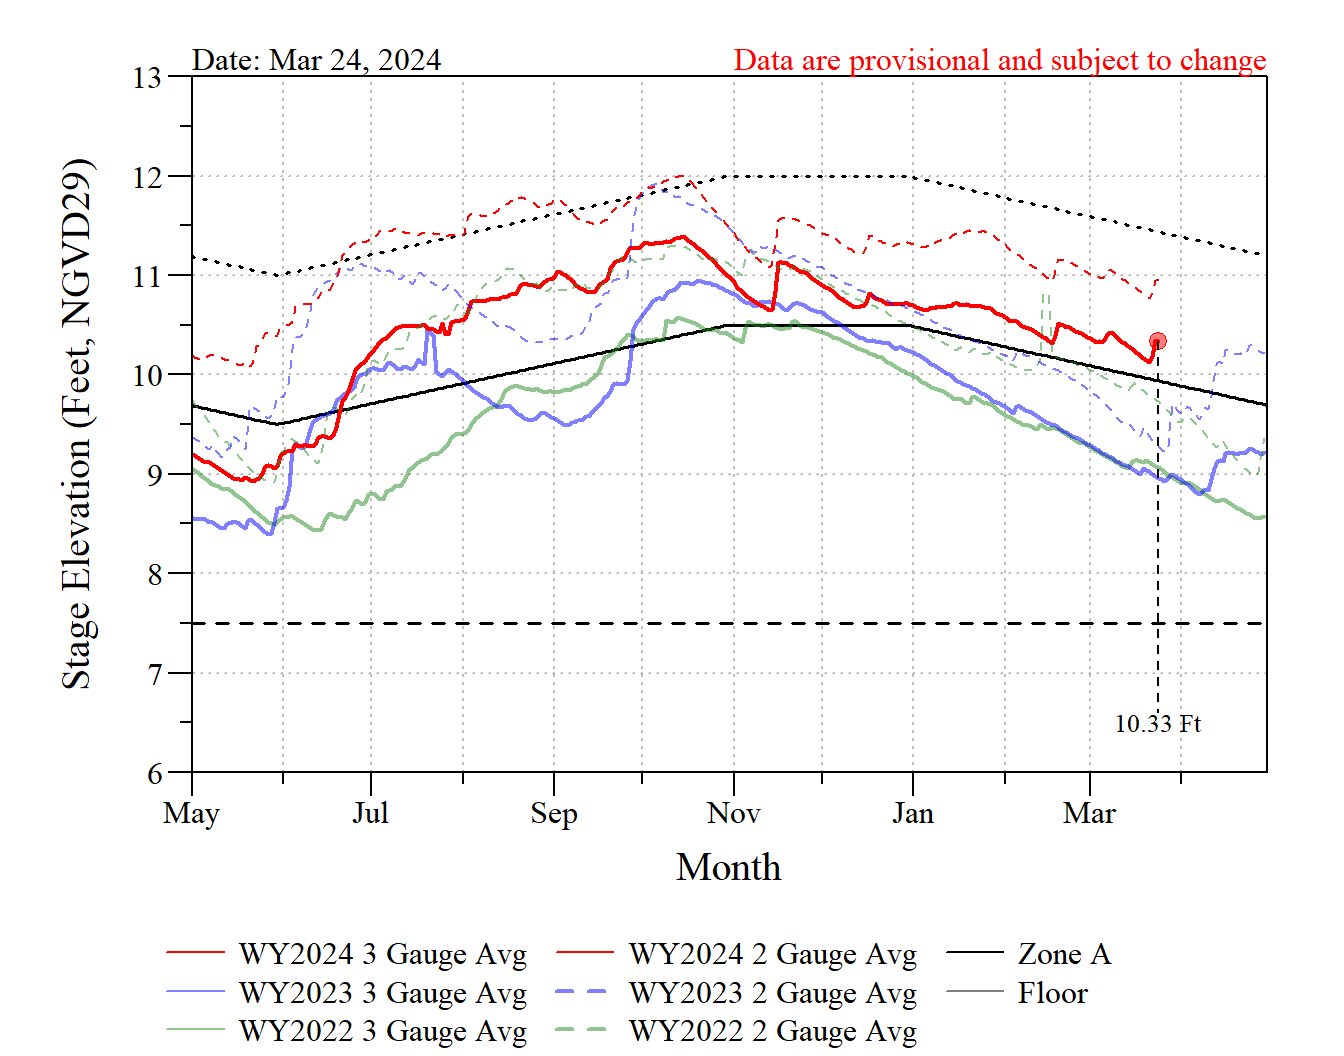 Date: Mar 24, 2024
Data are provisional and subject to change
Stage Elevation (Feet, NGVD29)
13
12
11
10
9
8
7
6
10.33 Ft
May
Jul
Sep
Nov
Jan
Mar
Month
WY2024 3 Gauge Avg
WY2024 2 Gauge Avg
Zone A
WY2023 3 Gauge Avg
WY2023 2 Gauge Avg
Floor
WY2022 3 Gauge Avg
WY2022 2 Gauge Avg